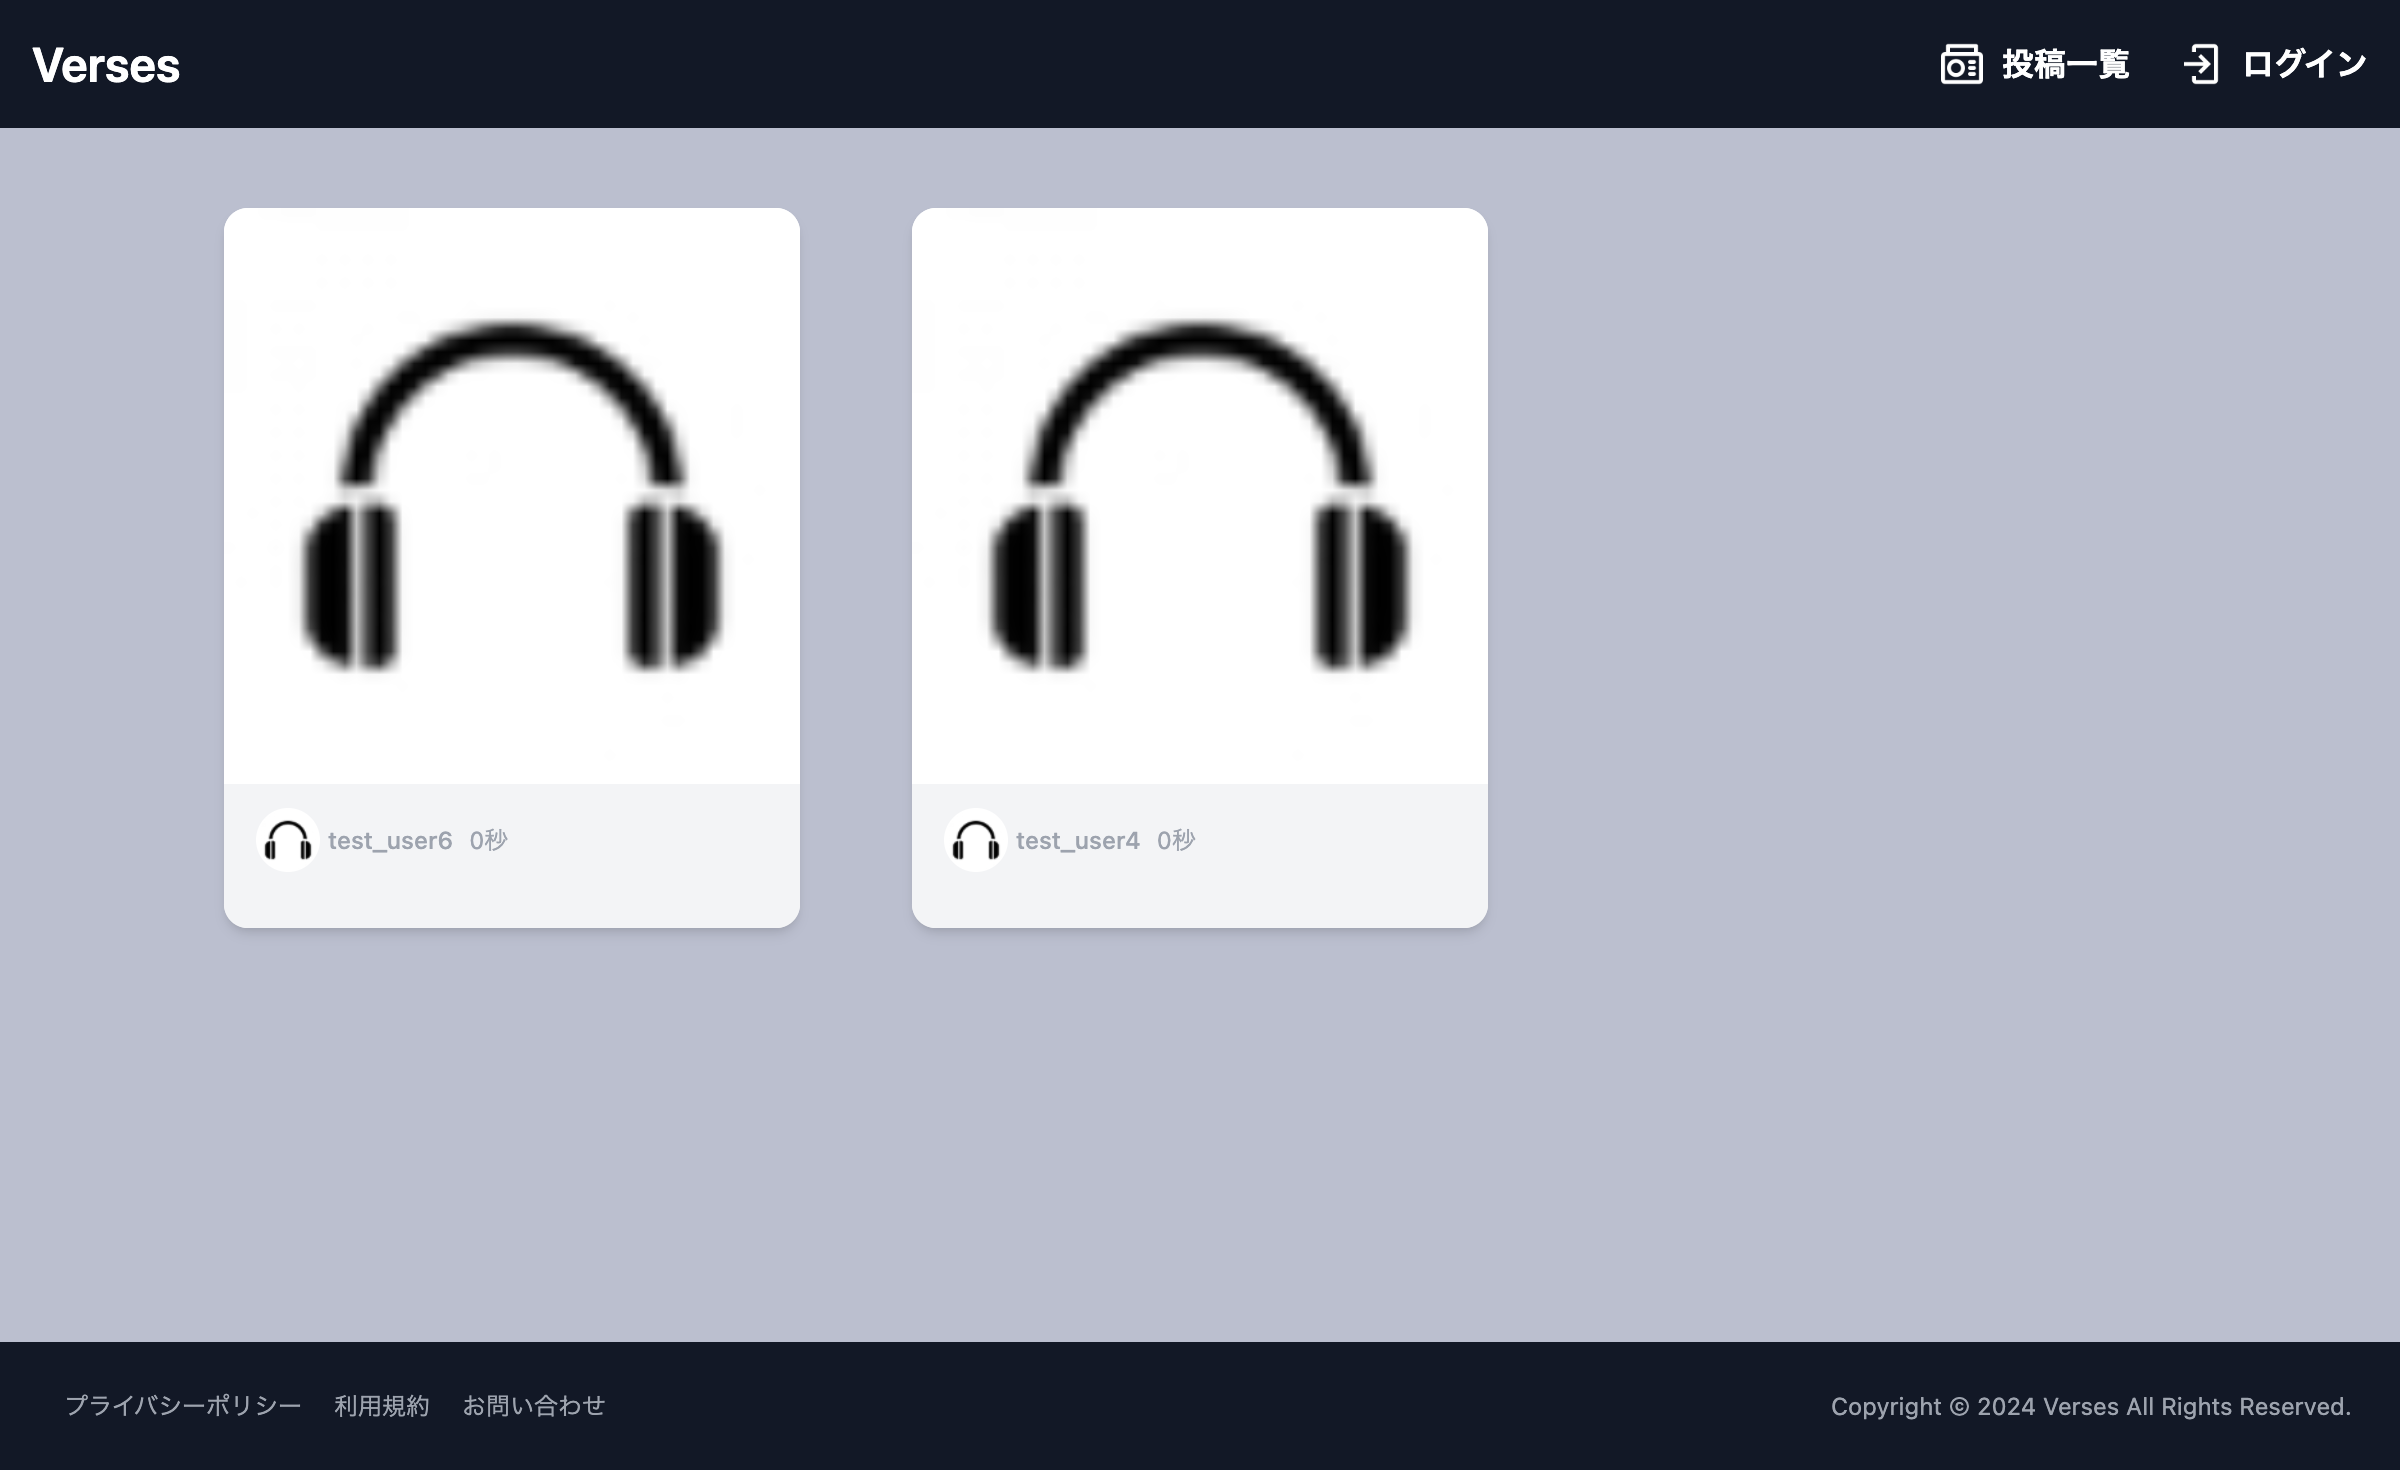 Verses
投稿一覧
ログイン
test_user6 0秒
test_user4 0秒
プライバシーポリシー 利用規約 お問い合わせ
Copyright © 2024 Verses All Rights Reserved.